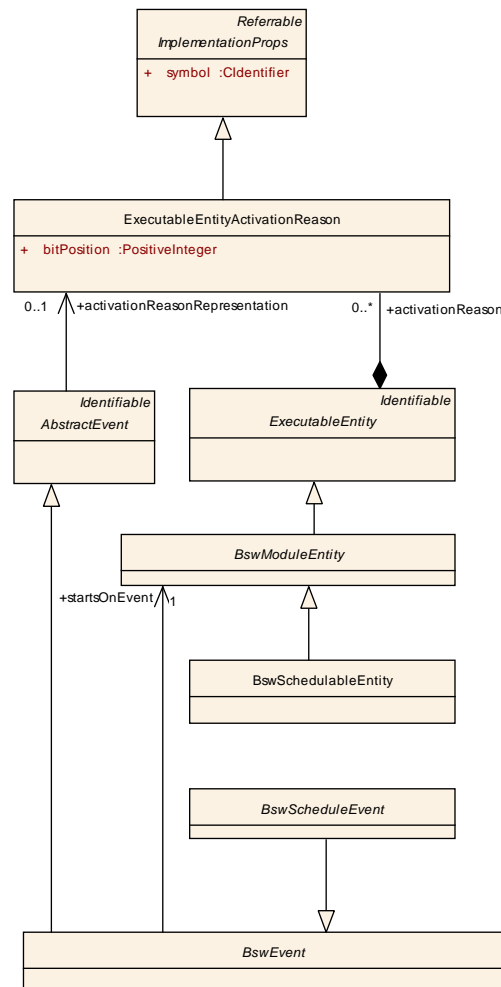 Referrable
ImplementationProps
+ symbol :CIdentifier
ExecutableEntityActivationReason
+ bitPosition :PositiveInteger
0..1
+activationReasonRepresentation
0..*
+activationReason
Identifiable
AbstractEvent
Identifiable
ExecutableEntity
BswModuleEntity
+startsOnEvent
1
BswSchedulableEntity
BswScheduleEvent
BswEvent